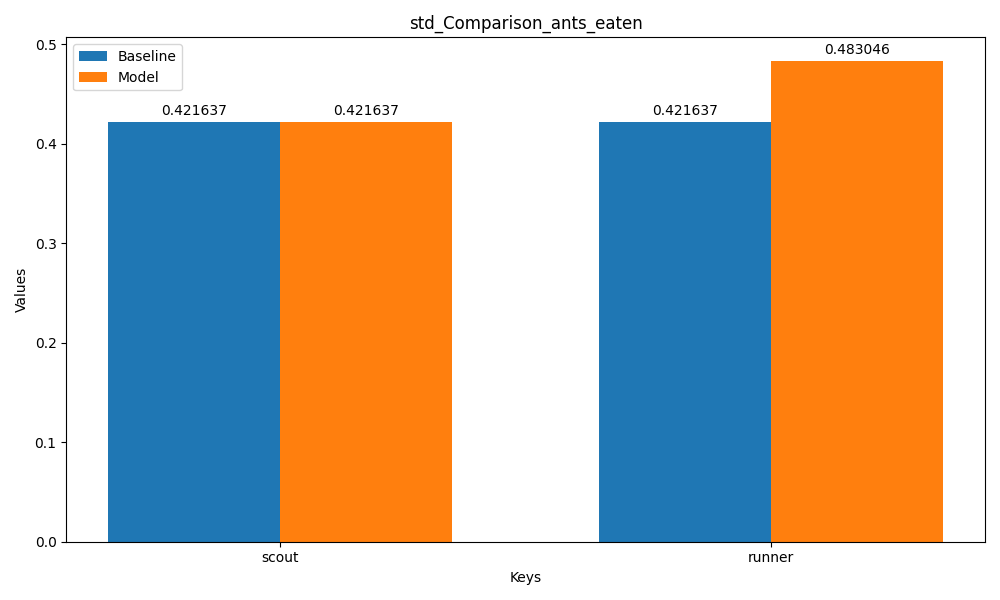 std_Comparison_ants_eaten
Baseline
Model
0.421637
0.421637
0.421637
0.483046
0.5
0.4
0.3
0.2
0.1
0.0
Values
scout
runner
Keys